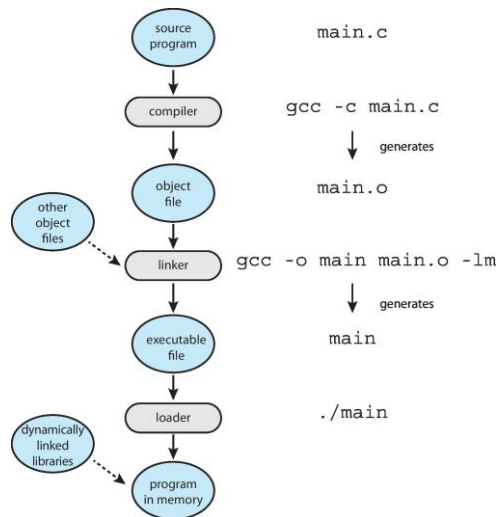 source
program
main.c
compiler
gcc -c main.c
generates
object
file
main.o
other
object
files
linker
gcc -o main main.o -lm
generates
executable
file
main
loader
./main
dynamically
linked
libraries
program
in memory